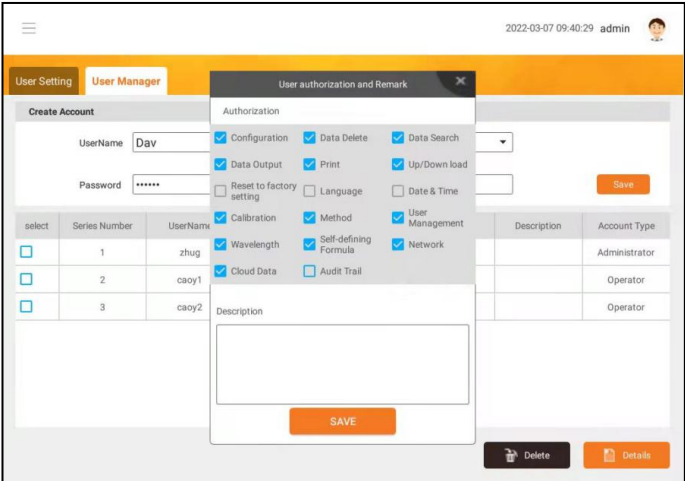 2022-03-07 09:40:29 admin
User Setting User Manager
User authorization and Remark
Create Account
Authorization
UserName Dav
Configuration Data Delete Data Search
Data Output Print Up/Down load
Password ••••••
Reset to factory
setting
Language Date & Time
Save
Calibration Method
User
Management
select Series Number UserName Description Account Type
Wavelength
Self-defining
Formula
Network
1 zhug Administrator
Cloud Data Audit Trail
2 caoy1 Operator
3 caoy2 Operator
Description
SAVE
Delete Details